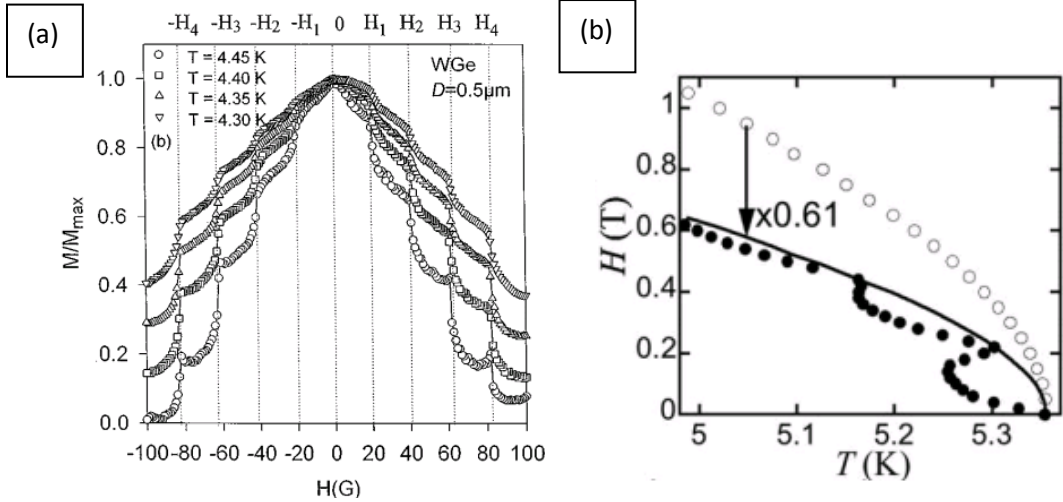 (a)
-H4 -H3 -H2 -H1 0 H1 H2 H3 H4
T = 4.45 K
T = 4.40 K
T = 4.35 K
T = 4.30 K
(b)
WGe
D=0.5μm
M/Mmax
1.0
0.8
0.6
0.4
0.2
0.0
-100 -80 -60 -40 -20 0 20 40 60 80 100
H(G)
(b)
H (T)
1
0.8
0.6
0.4
0.2
0
x0.61
5 5.1 5.2 5.3
T (K)